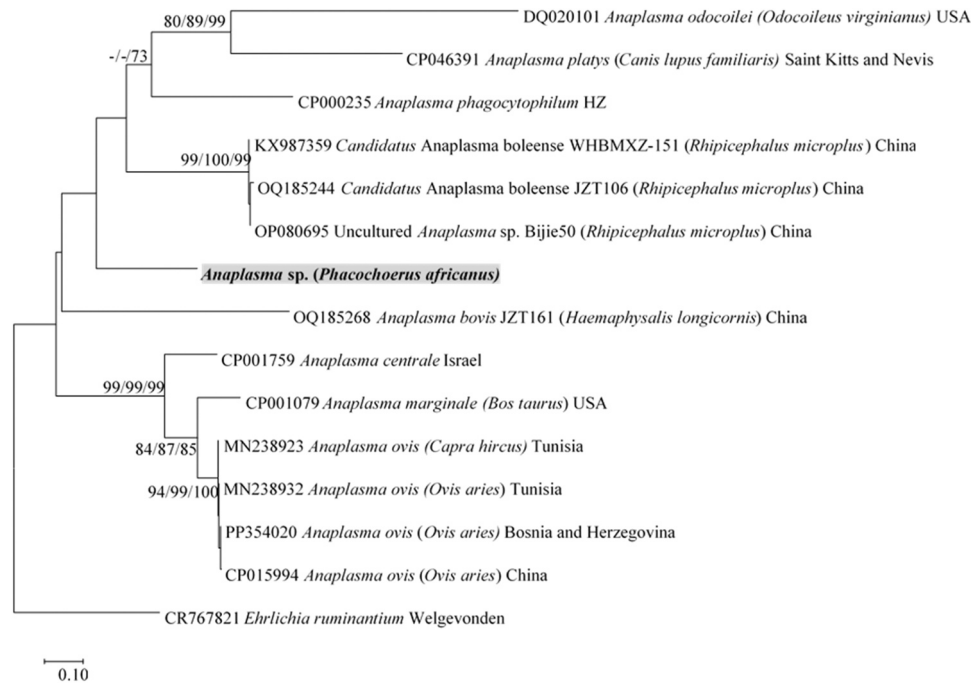 80/89/99
DQ020101 Anaplasma odocoilei (Odocoileus virginianus) USA
-/-/73
CP046391 Anaplasma platys (Canis lupus familiaris) Saint Kitts and Nevis
CP000235 Anaplasma phagocytophilum HZ
99/100/99
KX987359 Candidatus Anaplasma boleense WHBMXZ-151 (Rhipicephalus microplus) China
OQ185244 Candidatus Anaplasma boleense JZT106 (Rhipicephalus microplus) China
OP080695 Uncultured Anaplasma sp. Bijie50 (Rhipicephalus microplus) China
Anaplasma sp. (Phacochoerus africanus)
OQ185268 Anaplasma bovis JZT161 (Haemaphysalis longicornis) China
CP001759 Anaplasma centrale Israel
99/99/99
CP001079 Anaplasma marginale (Bos taurus) USA
84/87/85
MN238923 Anaplasma ovis (Capra hircus) Tunisia
94/99/100
MN238932 Anaplasma ovis (Ovis aries) Tunisia
PP354020 Anaplasma ovis (Ovis aries) Bosnia and Herzegovina
CP015994 Anaplasma ovis (Ovis aries) China
CR767821 Ehrlichia ruminantium Welgevonden
0.10